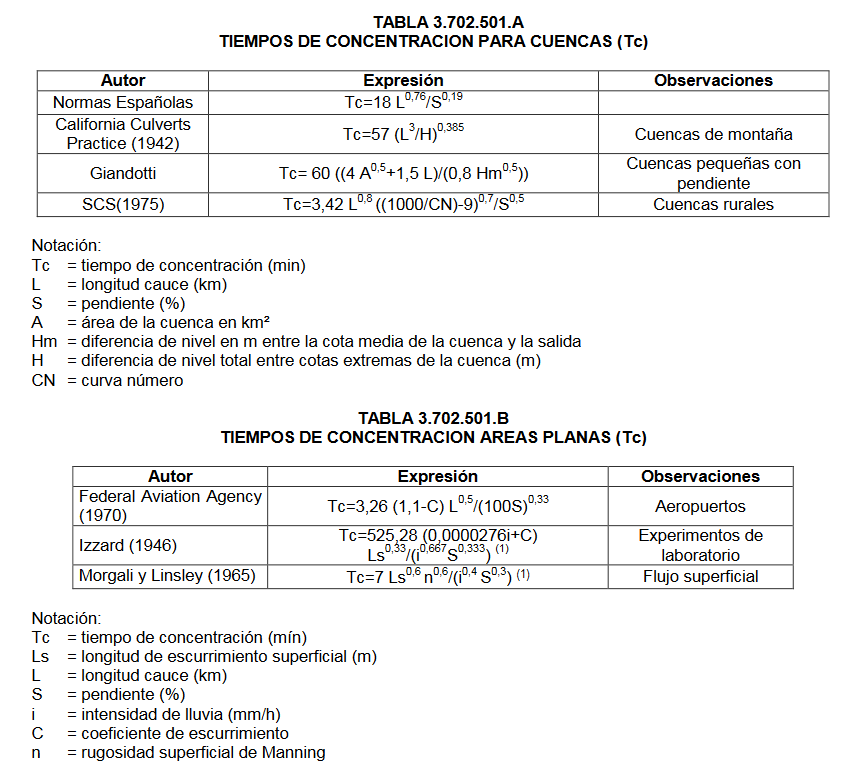 TABLA 3.702.501.A
TIEMPOS DE CONCENTRACION PARA CUENCAS (Tc)
Autor Expresión Observaciones
Normas Españolas Tc=18 L^0,76/S^0,19
California Culverts
Practice (1942) Tc=57 (L^3/H)^0,385 Cuencas de montaña
Giandotti Tc= 60 ((4 A^0,5+1,5 L)/(0,8 Hm^0,5)) Cuencas pequeñas con
pendiente
SCS(1975) Tc=3,42 L^0,8 ((1000/CN)-9)^0,7/S^0,5 Cuencas rurales
Notación:
Tc = tiempo de concentración (min)
L = longitud cauce (km)
S = pendiente (%)
A = área de la cuenca en km²
Hm = diferencia de nivel en m entre la cota media de la cuenca y la salida
H = diferencia de nivel total entre cotas extremas de la cuenca (m)
CN = curva número
TABLA 3.702.501.B
TIEMPOS DE CONCENTRACION AREAS PLANAS (Tc)
Autor Expresión Observaciones
Federal Aviation Agency
(1970) Tc=3,26 (1,1-C) L^0,5/(100S)^0,33 Aeropuertos
Izzard (1946) Tc=525,28 (0,0000276i+C)
Ls^0,33/(i^0,667S^0,333) (1) Experimentos de
laboratorio
Morgali y Linsley (1965) Tc=7 Ls^0,6 n^0,6/(i^0,4 S^0,3) (1) Flujo superficial
Notación:
Tc = tiempo de concentración (mín)
Ls = longitud de escurrimiento superficial (m)
L = longitud cauce (km)
S = pendiente (%)
i = intensidad de lluvia (mm/h)
C = coeficiente de escurrimiento
n = rugosidad superficial de Manning